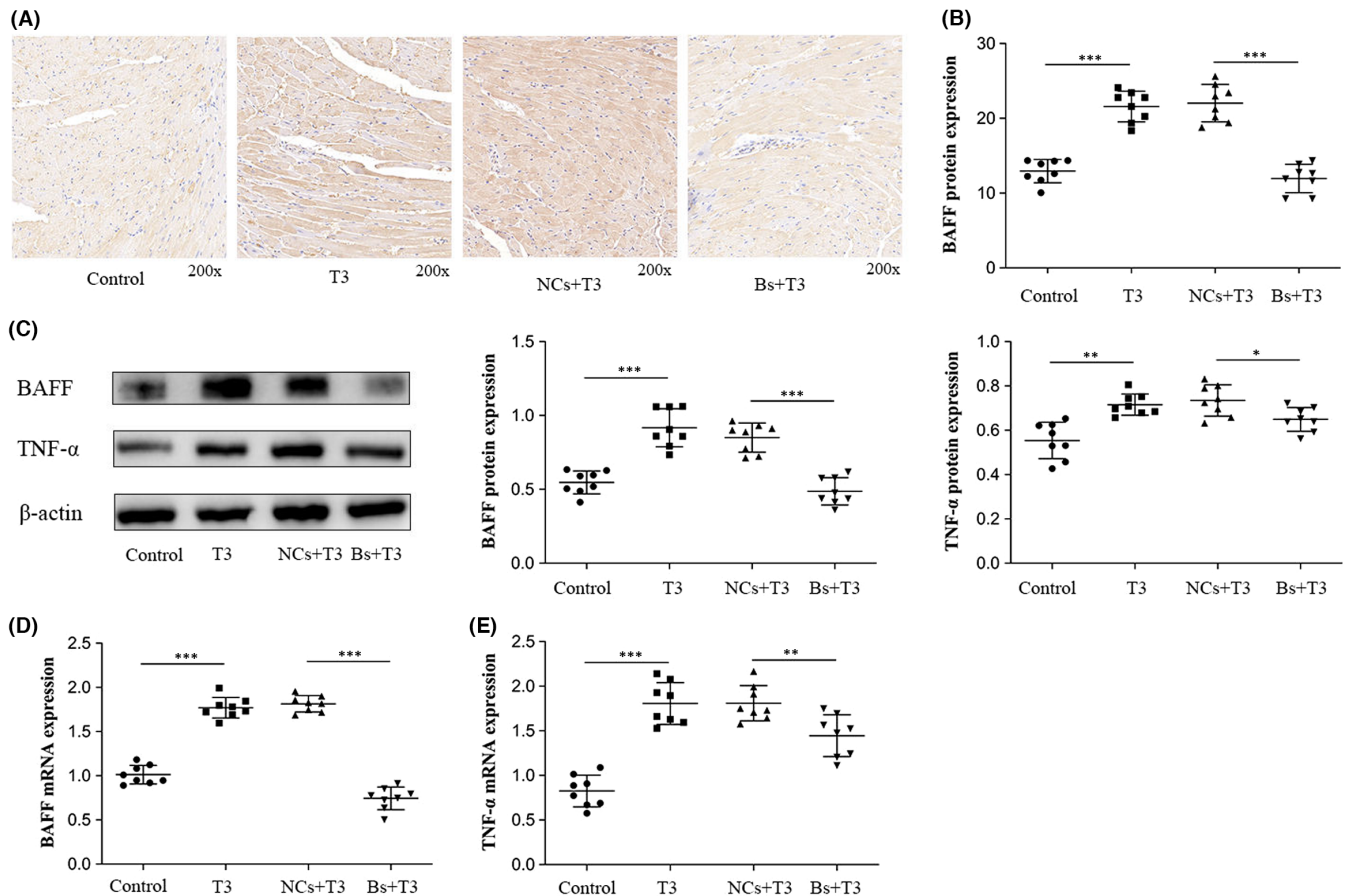 (A)
Control 200x
T3 200x
NCs+T3 200x
Bs+T3 200x
(B)
BAFF protein expression
30
20
10
0
***
***
Control T3 NCs+T3 Bs+T3
(C)
BAFF
TNF-α
β-actin
Control T3 NCs+T3 Bs+T3
BAFF protein expression
1.5
1.0
0.5
0.0
***
***
Control T3 NCs+T3 Bs+T3
TNF-α protein expression
1.0
0.8
0.6
0.4
0.2
0.0
**
*
Control T3 NCs+T3 Bs+T3
(D)
BAFF mRNA expression
2.5
2.0
1.5
1.0
0.5
0.0
***
***
Control T3 NCs+T3 Bs+T3
(E)
TNF-α mRNA expression
2.5
2.0
1.5
1.0
0.5
0.0
***
**
Control T3 NCs+T3 Bs+T3